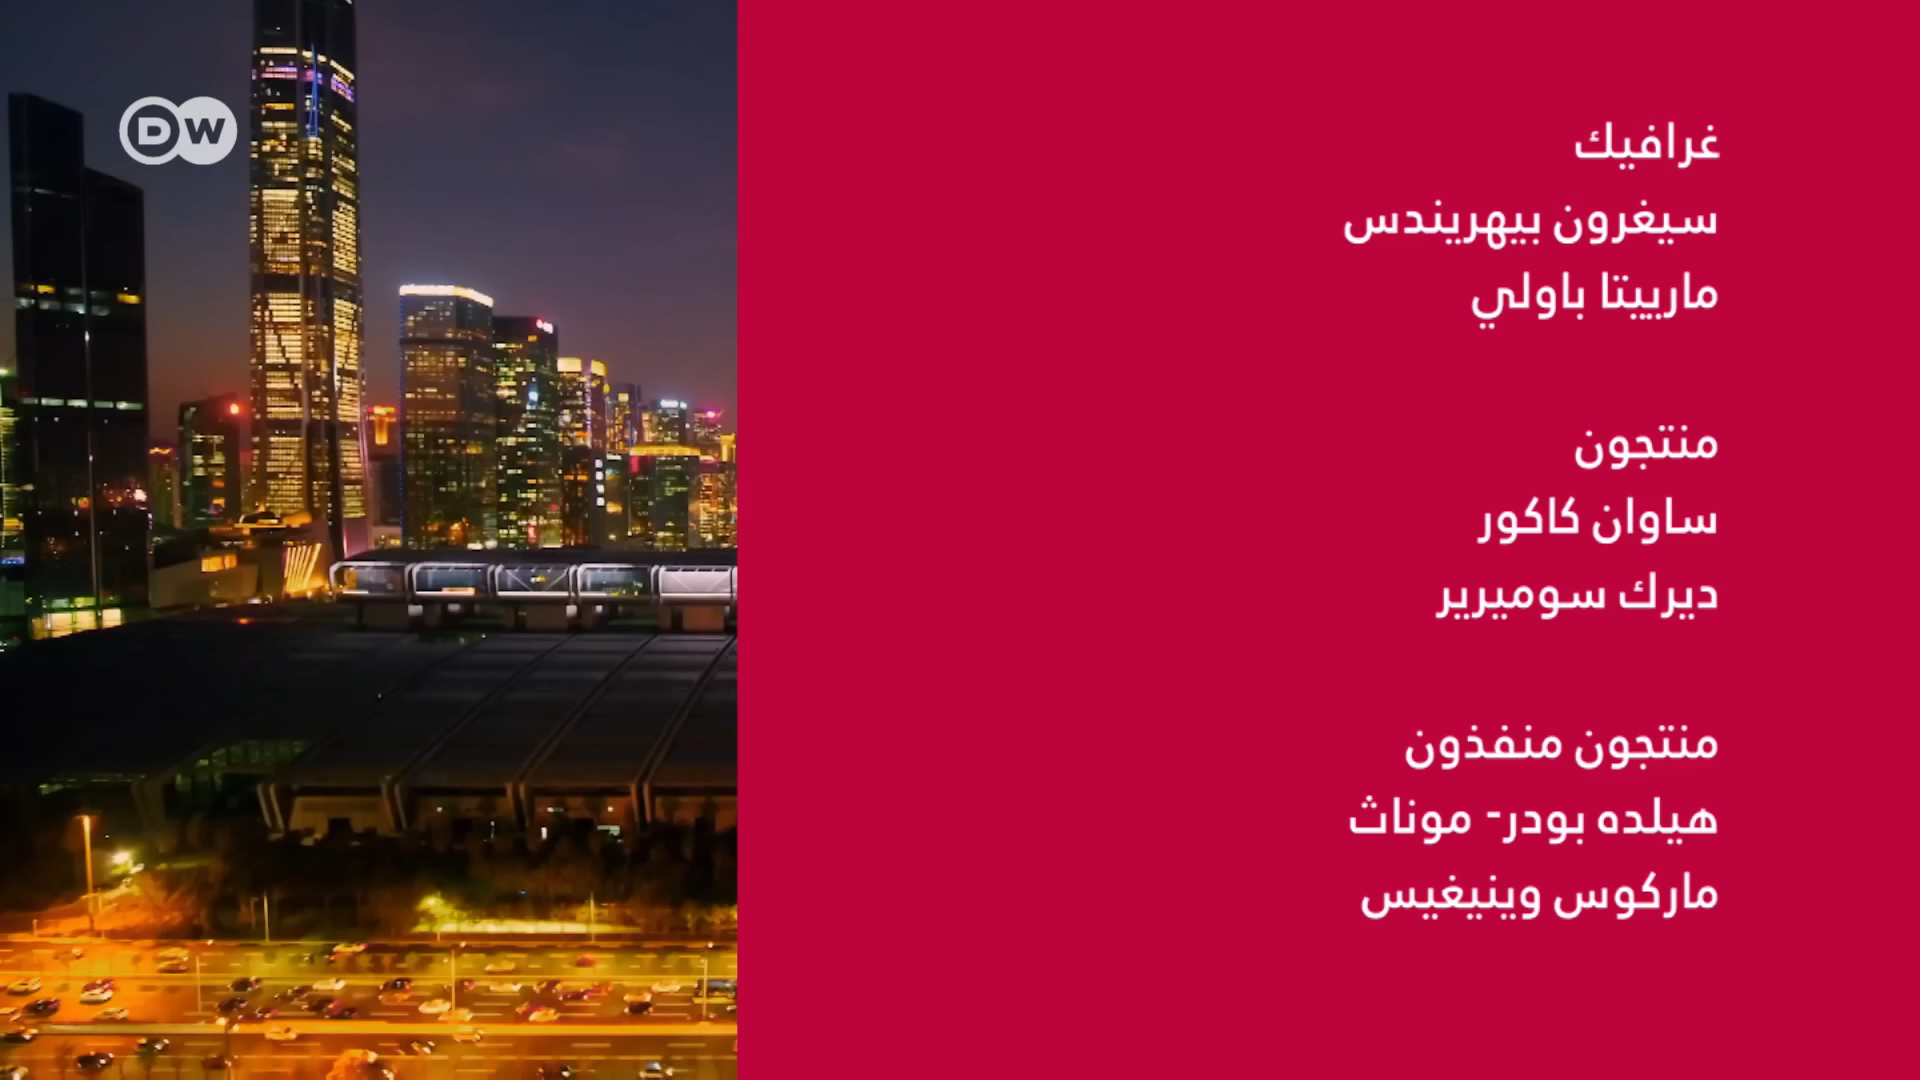 DW
غرافيك
سيغرون بيهريندس
مارييتا باولي
منتجون
ساوان كاكور
ديرك سوميرير
منتجون منفذون
هيلده بودر- موناث
ماركوس وينيغيس